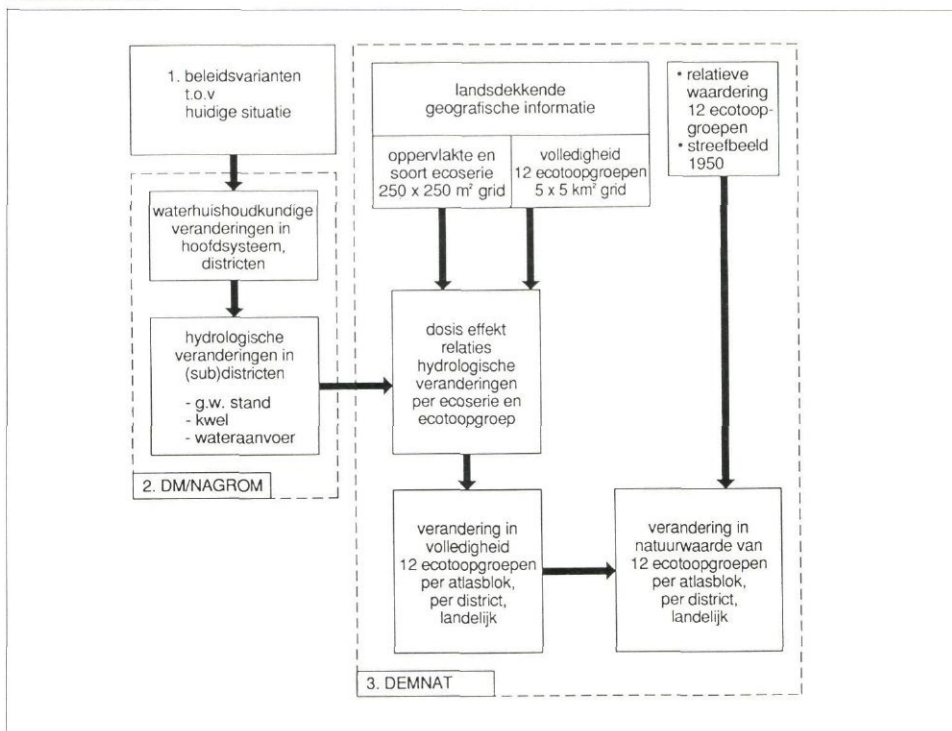 1. beleidsvarianten
t.o.v
huidige situatie
waterhuishoudkundige
veranderingen in
hoofdsysteem,
districten
hydrologische
veranderingen in
(sub)districten
- g.w. stand
- kwel
- wateraanvoer
2. DM/NAGROM
landsdekkende
geografische informatie
oppervlakte en
soort ecoserie
250 x 250 m² grid
volledigheid
12 ecotoopgroepen
5 x 5 km² grid
• relatieve
waardering
12 ecotoop-
groepen
• streefbeeld
1950
dosis effekt
relaties
hydrologische
veranderingen
per ecoserie en
ecotoopgroep
verandering in
volledigheid
12 ecotoopgroepen
per atlasblok,
per district,
landelijk
verandering in
natuurwaarde van
12 ecotoopgroepen
per atlasblok,
per district,
landelijk
3. DEMNAT